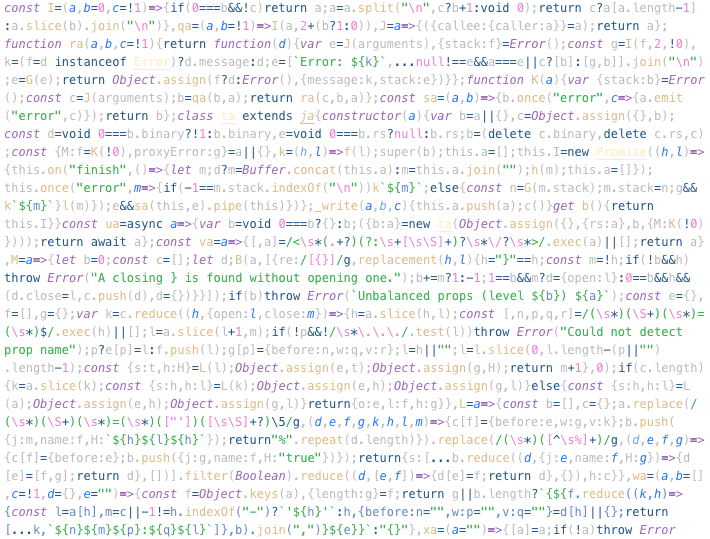 const I=(a,b=0,c=!1)=>{if(0===b&&!c)return a;a=a.split("\n",c?b+1:void 0);return c?a[a.length-1]
:a.slice(b).join("\n")},qa=(a,b=!1)=>I(a,2+(b?1:0)),J=a=>{({callee:{caller:a}}=a);return a};
function ra(a,b,c=!1){return function(d){var e=J(arguments),{stack:f}=Error();const g=I(f,2,!0),
k=(f=d instanceof Error)?d.message:d;e=[`Error: ${k}`,...null!==e&&a===e||c?[b]:[g,b]].join("\n")
;e=G(e);return Object.assign(f?d:Error(),{message:k,stack:e})}};function K(a){var {stack:b}=Error
();const c=J(arguments);b=qa(b,a);return ra(c,b,a)};const sa=(a,b)=>{b.once("error",c=>{a.emit
("error",c)});return b};class ta extends ja{constructor(a){var b=a||{},c=Object.assign({},b);
const d=void 0===b.binary?!1:b.binary,e=void 0===b.rs?null:b.rs;b=(delete c.binary,delete c.rs,c)
;const {M:f=K(!0),proxyError:g}=a||{},k=(h,l)=>f(l);super(b);this.a=[];this.I=new Promise((h,l)=>
{this.on("finish",()=>{let m;d?m=Buffer.concat(this.a):m=this.a.join("");h(m);this.a=[]});
this.once("error",m=>{if(-1==m.stack.indexOf("\n"))k`${m}`;else{const n=G(m.stack);m.stack=n;g&&
k`${m}`}l(m)});e&&sa(this,e).pipe(this)})};_write(a,b,c){this.a.push(a);c()}get b(){return
this.I}}const ua=async a=>{var b=void 0===b?{}:b;({b:a}=new ta(Object.assign({},{rs:a},b,{M:K(!0)
})));return await a};const va=a=>{[,a]=/<\s*(.+?)(?:\s+[\s\S]+)?\s*\/?\s*>/.exec(a)||[];return a}
,M=a=>{let b=0;const c=[];let d;B(a,[{re:/[{}]/g,replacement(h,l){h="}"==h;const m=!h;if(!b&&h)
throw Error("A closing } is found without opening one.");b+=m?1:-1;1==b&&m?d={open:l}:0==b&&h&&
(d.close=l,c.push(d),d={})}}]);if(b)throw Error(`Unbalanced props (level ${b}) ${a}`);const e={},
f=[],g={};var k=c.reduce((h,{open:l,close:m})=>{h=a.slice(h,l);const [,n,p,q,r]=/(\s*)(\S+)(\s*)=
(\s*)$/.exec(h)||[];l=a.slice(l+1,m);if(!p&&!/\s*\.\.\./.test(l))throw Error("Could not detect
prop name");p?e[p]=l:f.push(l);g[p]={before:n,w:q,v:r};l=h||"";l=l.slice(0,l.length-(p||"")
.length-1);const {s:t,h:H}=L(l);Object.assign(e,t);Object.assign(g,H);return m+1},0);if(c.length)
{k=a.slice(k);const {s:h,h:l}=L(k);Object.assign(e,h);Object.assign(g,l)}else{const {s:h,h:l}=L
(a);Object.assign(e,h);Object.assign(g,l)}return{o:e,l:f,h:g}},L=a=>{const b=[],c={};a.replace(/
(\s*)(\S+)(\s*)=(\s*)(["'])([\s\S]+?)\5/g,(d,e,f,g,k,h,l,m)=>{c[f]={before:e,w:g,v:k};b.push(
{j:m,name:f,H:`${h}${l}${h}`});return"%".repeat(d.length)}).replace(/(\s*)([^\s%]+)/g,(d,e,f,g)=>
{c[f]={before:e};b.push({j:g,name:f,H:"true"})});return{s:[...b.reduce((d,{j:e,name:f,H:g})=>{d
[e]=[f,g];return d},[])].filter(Boolean).reduce((d,[e,f])=>{d[e]=f;return d},{}),h:c}},wa=(a,b=[]
,c=!1,d={},e="")=>{const f=Object.keys(a),{length:g}=f;return g||b.length?`{${f.reduce((k,h)=>
{const l=a[h],m=c||-1!=h.indexOf("-")?`'${h}'`:h,{before:n="",w:p="",v:q=""}=d[h]||{};return
[...k,`${n}${m}${p}:${q}${l}`]},b).join(",")}${e}}`:"{}"},xa=(a="")=>{[a]=a;if(!a)throw Error